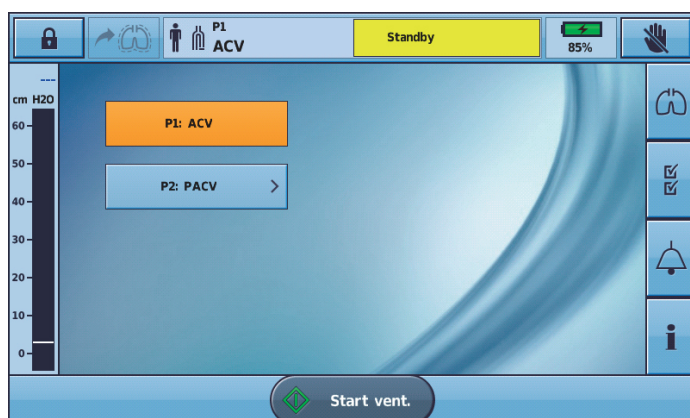 P1
ACV
Standby
85%
---
cm H2O
60
50
40
30
20
10
0
P1: ACV
P2: PACV
Start vent.